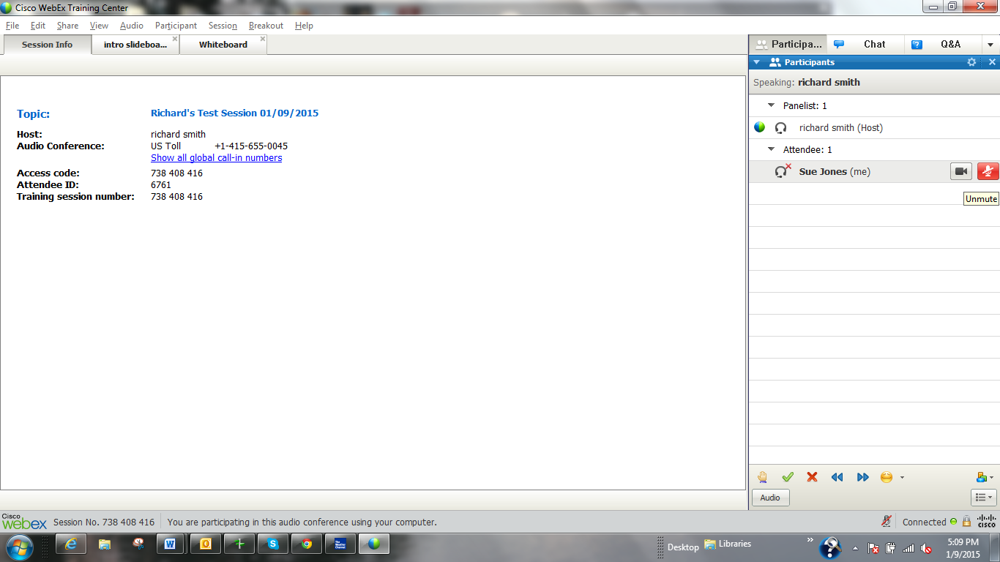 Cisco WebEx Training Center
File Edit Share View Audio Participant Session Breakout Help
Session Info intro slideboa... Whiteboard
Participa... Chat Q&A
Participants
Speaking: richard smith
Panelist: 1
richard smith (Host)
Attendee: 1
Sue Jones (me)
Unmute
Topic: Richard's Test Session 01/09/2015
Host: richard smith
Audio Conference: US Toll +1-415-655-0045
Show all global call-in numbers
Access code: 738 408 416
Attendee ID: 6761
Training session number: 738 408 416
Audio
Cisco webex Session No. 738 408 416 You are participating in this audio conference using your computer. Connected CISCO
Desktop Libraries » 5:09 PM
1/9/2015
The Weather Channel